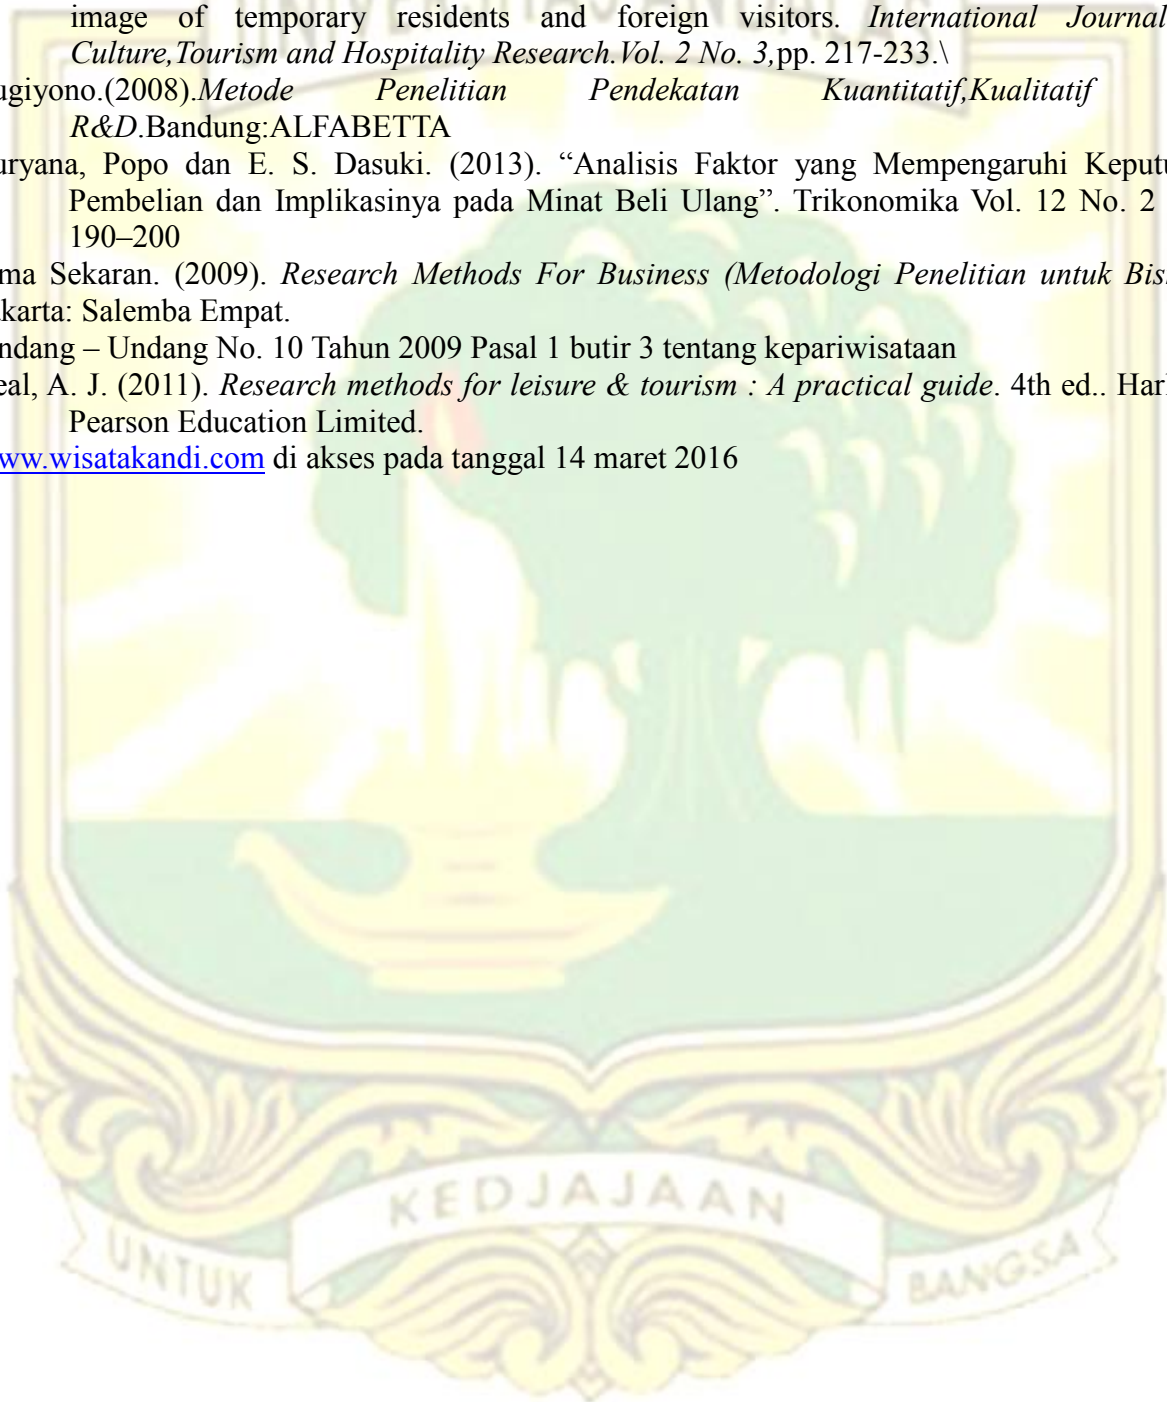 image of temporary residents and foreign visitors. International Journal
Culture,Tourism and Hospitality Research.Vol. 2 No. 3,pp. 217-233.\
ugiyono.(2008).Metode Penelitian Pendekatan Kuantitatif,Kualitatif
R&D.Bandung:ALFABETTA
uryana, Popo dan E. S. Dasuki. (2013). “Analisis Faktor yang Mempengaruhi Keputu
Pembelian dan Implikasinya pada Minat Beli Ulang”. Trikonomika Vol. 12 No. 2
190–200
ma Sekaran. (2009). Research Methods For Business (Metodologi Penelitian untuk Bis
akarta: Salemba Empat.
ndang – Undang No. 10 Tahun 2009 Pasal 1 butir 3 tentang kepariwisataan
eal, A. J. (2011). Research methods for leisure & tourism : A practical guide. 4th ed.. Harl
Pearson Education Limited.
ww.wisatakandi.com di akses pada tanggal 14 maret 2016
UNTUK KEDJAJAAN BANGSA